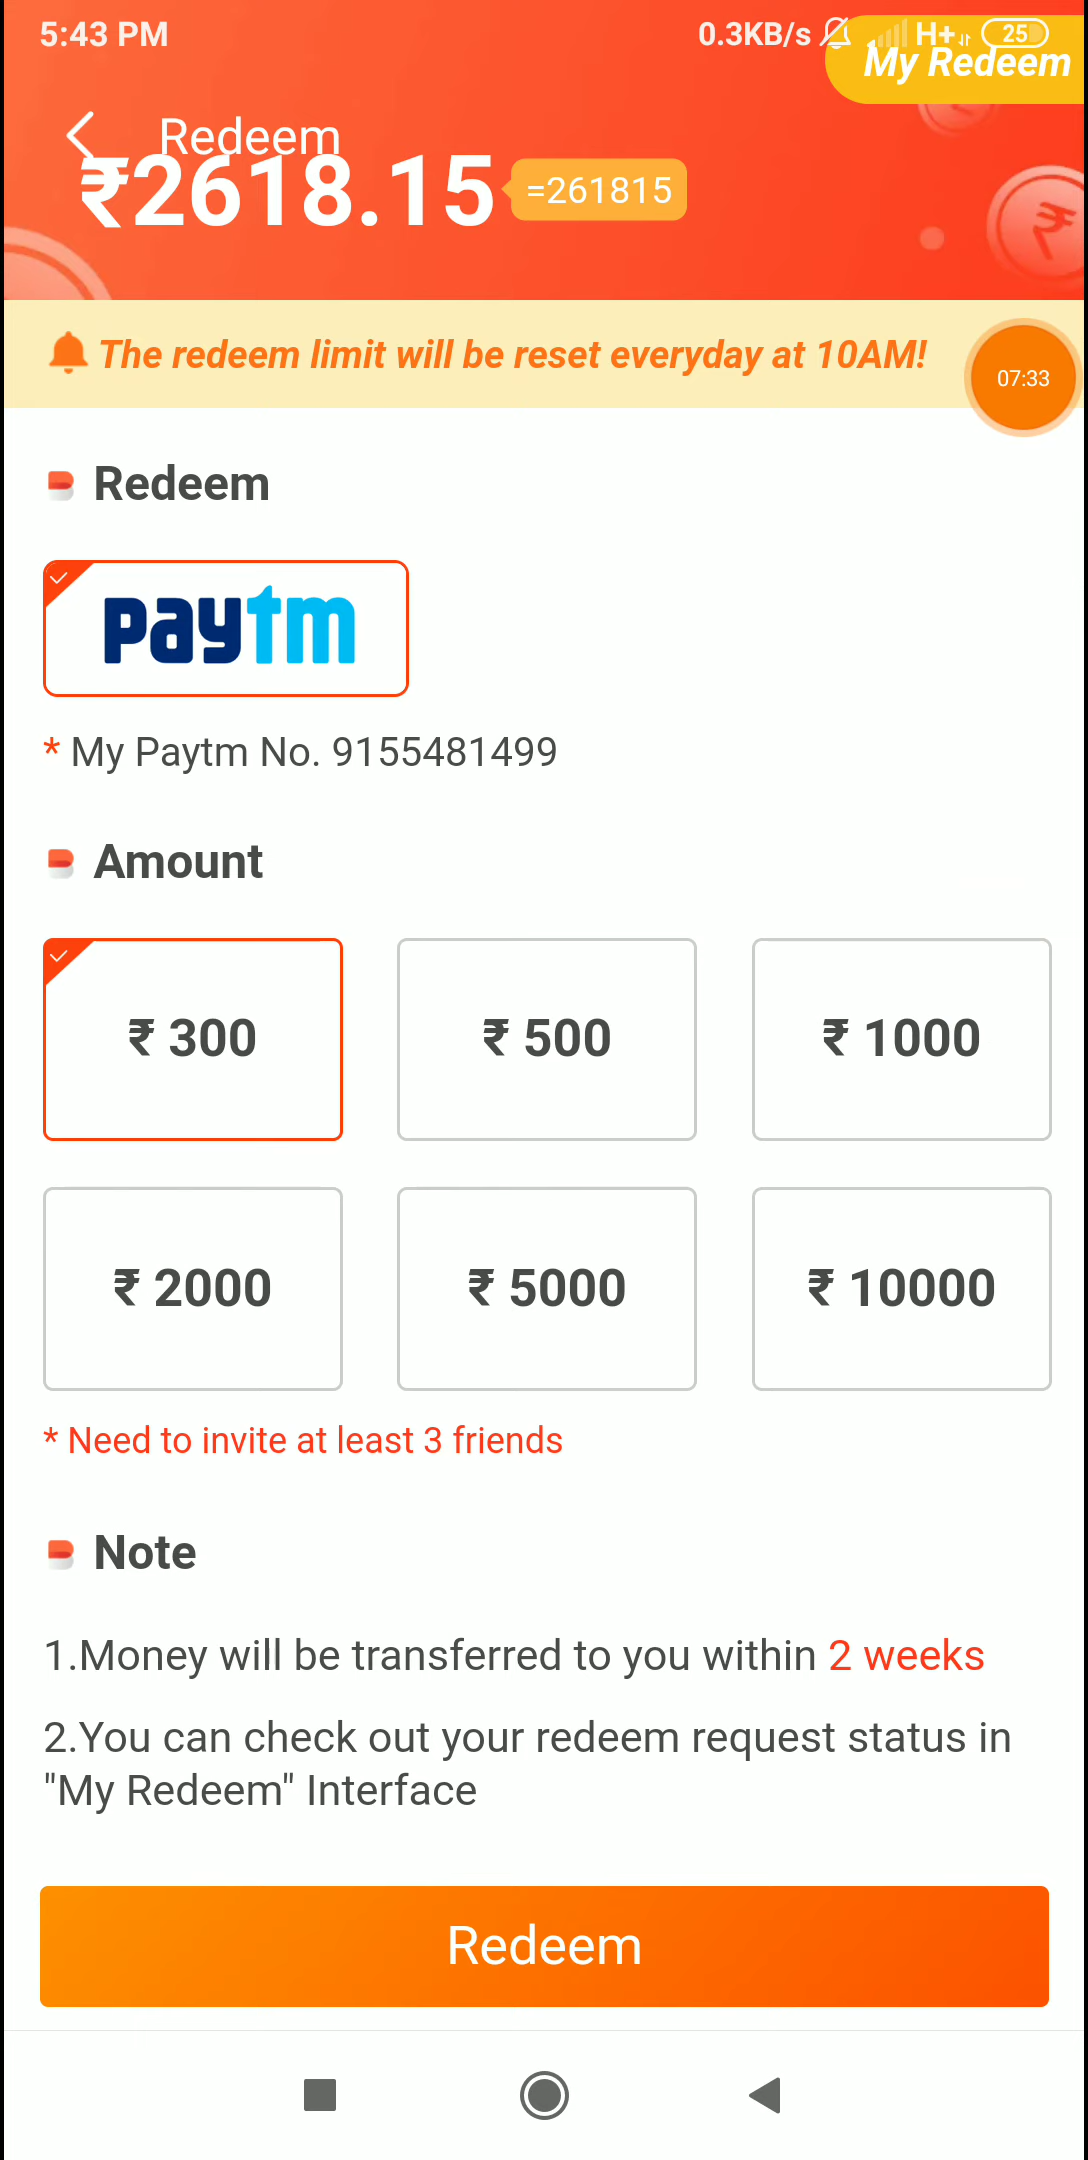 5:43 PM 0.3KB/s H+ 25
My Redeem
Redeem
₹2618.15 =261815
The redeem limit will be reset everyday at 10AM!
07:33
Redeem
paytm
* My Paytm No. 9155481499
Amount
₹ 300 ₹ 500 ₹ 1000
₹ 2000 ₹ 5000 ₹ 10000
* Need to invite at least 3 friends
Note
1.Money will be transferred to you within 2 weeks
2.You can check out your redeem request status in
"My Redeem" Interface
Redeem